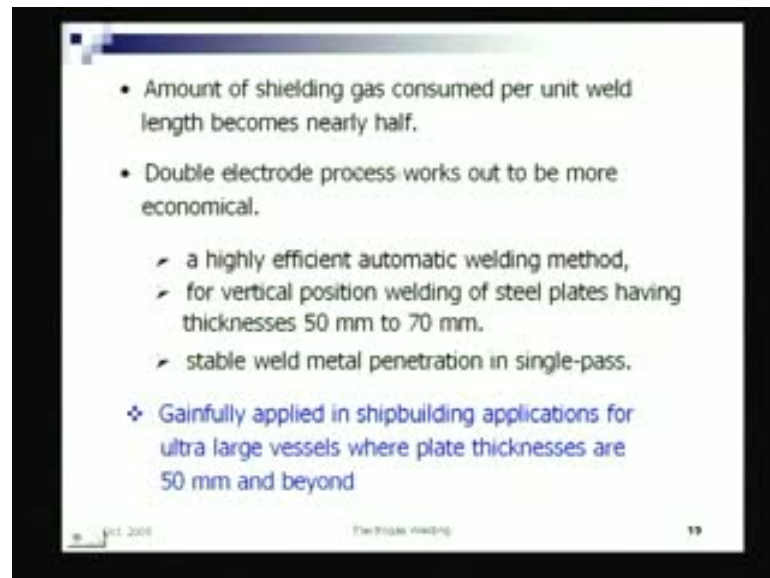 • Amount of shielding gas consumed per unit weld
length becomes nearly half.
• Double electrode process works out to be more
economical.
➢ a highly efficient automatic welding method,
➢ for vertical position welding of steel plates having
thicknesses 50 mm to 70 mm.
➢ stable weld metal penetration in single-pass.
❖ Gainfully applied in shipbuilding applications for
ultra large vessels where plate thicknesses are
50 mm and beyond
Electrogas Welding